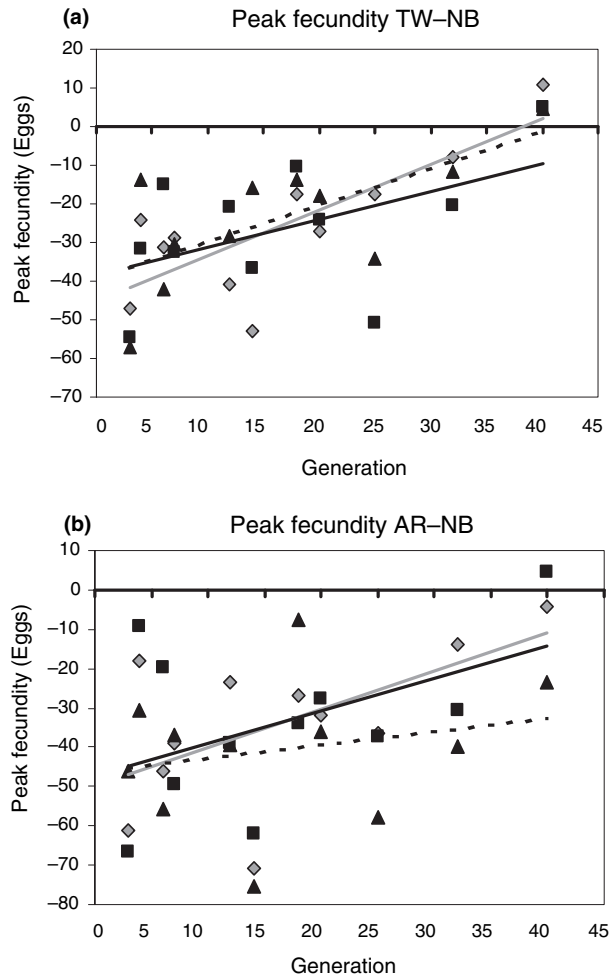 (a) Peak fecundity TW–NB
20
10
0
–10
–20
–30
–40
–50
–60
–70
Peak fecundity (Eggs)
0 5 10 15 20 25 30 35 40 45
Generation
(b) Peak fecundity AR–NB
10
0
–10
–20
–30
–40
–50
–60
–70
–80
Peak fecundity (Eggs)
0 5 10 15 20 25 30 35 40 45
Generation